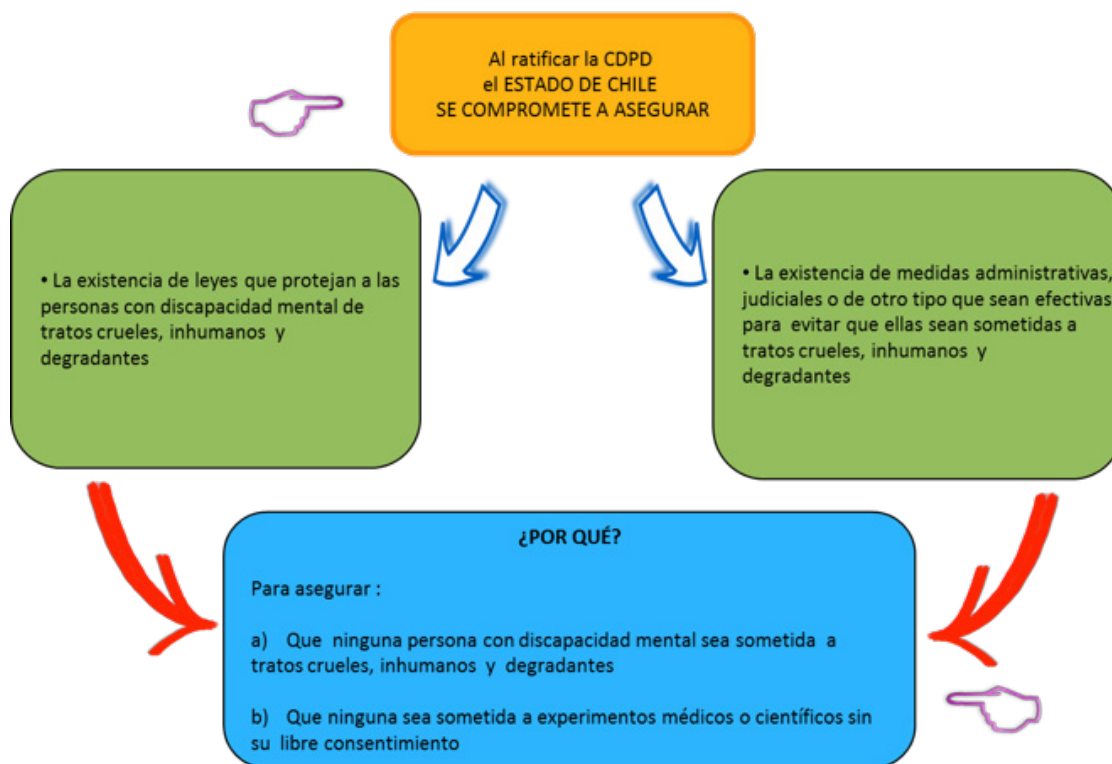 Al ratificar la CDPD
el ESTADO DE CHILE
SE COMPROMETE A ASEGURAR
• La existencia de leyes que protejan a las
personas con discapacidad mental de
tratos crueles, inhumanos y
degradantes
• La existencia de medidas administrativas,
judiciales o de otro tipo que sean efectivas
para evitar que ellas sean sometidas a
tratos crueles, inhumanos y
degradantes
¿POR QUÉ?
Para asegurar :
a) Que ninguna persona con discapacidad mental sea sometida a
tratos crueles, inhumanos y degradantes
b) Que ninguna sea sometida a experimentos médicos o científicos sin
su libre consentimiento